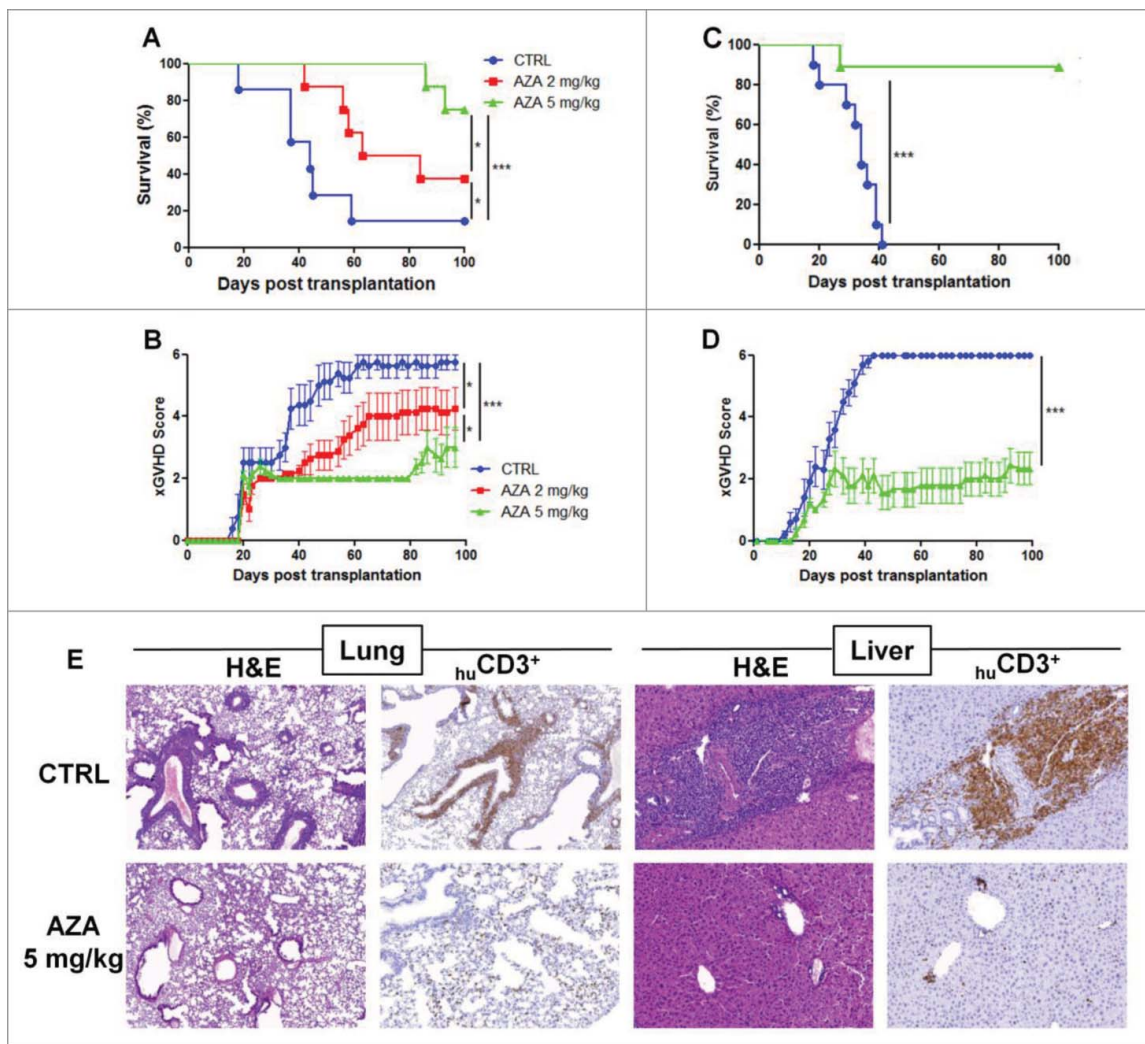 A
CTRL
AZA 2 mg/kg
AZA 5 mg/kg
Survival (%)
100
80
60
40
20
0
*
***
*
0 20 40 60 80 100
Days post transplantation
C
Survival (%)
100
80
60
40
20
0
***
0 20 40 60 80 100
Days post transplantation
B
xGVHD Score
6
4
2
0
*
***
*
CTRL
AZA 2 mg/kg
AZA 5 mg/kg
0 20 40 60 80 100
Days post transplantation
D
xGVHD Score
6
4
2
0
***
0 20 40 60 80 100
Days post transplantation
E
Lung
H&E huCD3+
Liver
H&E huCD3+
CTRL
AZA
5 mg/kg